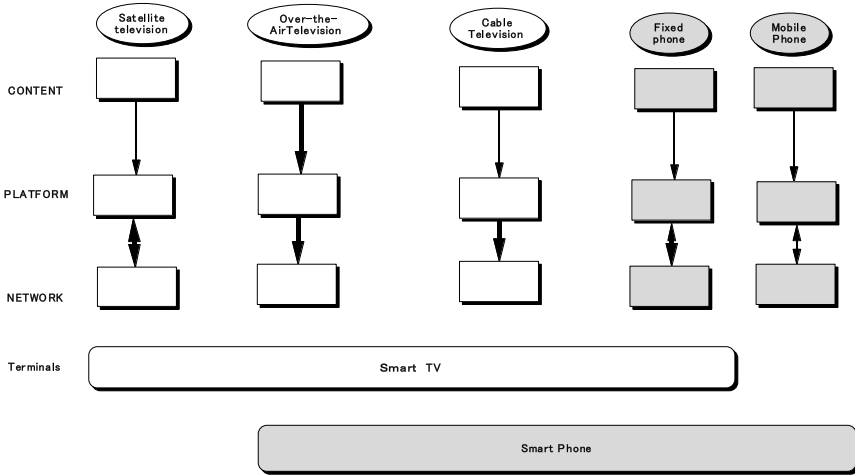 Satellite
television
Over-the-
AirTelevision
Cable
Television
Fixed
phone
Mobile
Phone
CONTENT
PLATFORM
NETWORK
Terminals
Smart TV
Smart Phone